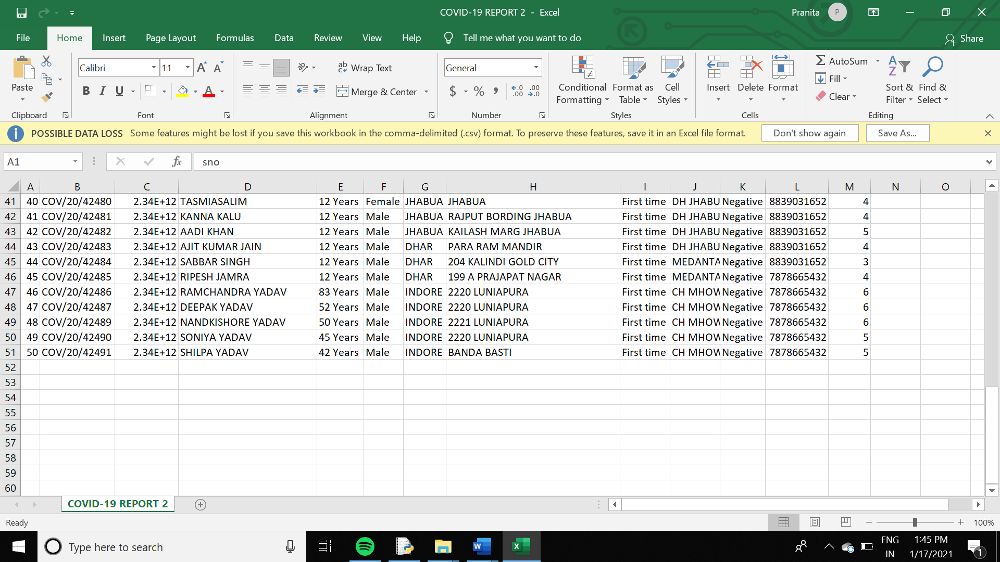 COVID-19 REPORT 2 - Excel
Pranita P
File Home Insert Page Layout Formulas Data Review View Help Tell me what you want to do Share
Calibri 11 Wrap Text General AutoSum
Paste Conditional Formatting Format as Table Cell Styles Insert Delete Format Fill Sort & Filter Find & Select
B I U A Merge & Center $ % , Clear
Clipboard Font Alignment Number Styles Cells Editing
POSSIBLE DATA LOSS Some features might be lost if you save this workbook in the comma-delimited (.csv) format. To preserve these features, save it in an Excel file format. Don't show again Save As...
A1 fx sno
A B C D E F G H I J K L M N O
41 40 COV/20/42480 2.34E+12 TASMIASALIM 12 Years Female JHABUA JHABUA First time DH JHABU Negative 8839031652 4
42 41 COV/20/42481 2.34E+12 KANNA KALU 12 Years Male JHABUA RAJPUT BORDING JHABUA First time DH JHABU Negative 8839031652 4
43 42 COV/20/42482 2.34E+12 AADI KHAN 12 Years Male JHABUA KAILASH MARG JHABUA First time DH JHABU Negative 8839031652 5
44 43 COV/20/42483 2.34E+12 AJIT KUMAR JAIN 12 Years Male DHAR PARA RAM MANDIR First time DH JHABU Negative 8839031652 4
45 44 COV/20/42484 2.34E+12 SABBAR SINGH 12 Years Male DHAR 204 KALINDI GOLD CITY First time MEDANTA Negative 8839031652 3
46 45 COV/20/42485 2.34E+12 RIPESH JAMRA 12 Years Male DHAR 199 A PRAJAPAT NAGAR First time MEDANTA Negative 7878665432 4
47 46 COV/20/42486 2.34E+12 RAMCHANDRA YADAV 83 Years Male INDORE 2220 LUNIAPURA First time CH MHOW Negative 7878665432 6
48 47 COV/20/42487 2.34E+12 DEEPAK YADAV 52 Years Male INDORE 2220 LUNIAPURA First time CH MHOW Negative 7878665432 6
49 48 COV/20/42489 2.34E+12 NANDKISHORE YADAV 50 Years Male INDORE 2221 LUNIAPURA First time CH MHOW Negative 7878665432 6
50 49 COV/20/42490 2.34E+12 SONIYA YADAV 45 Years Male INDORE 2220 LUNIAPURA First time CH MHOW Negative 7878665432 5
51 50 COV/20/42491 2.34E+12 SHILPA YADAV 42 Years Male INDORE BANDA BASTI First time CH MHOW Negative 7878665432 5
52
53
54
55
56
57
58
59
60
COVID-19 REPORT 2
Ready 100%
Type here to search ENG 1:45 PM
IN 1/17/2021 1